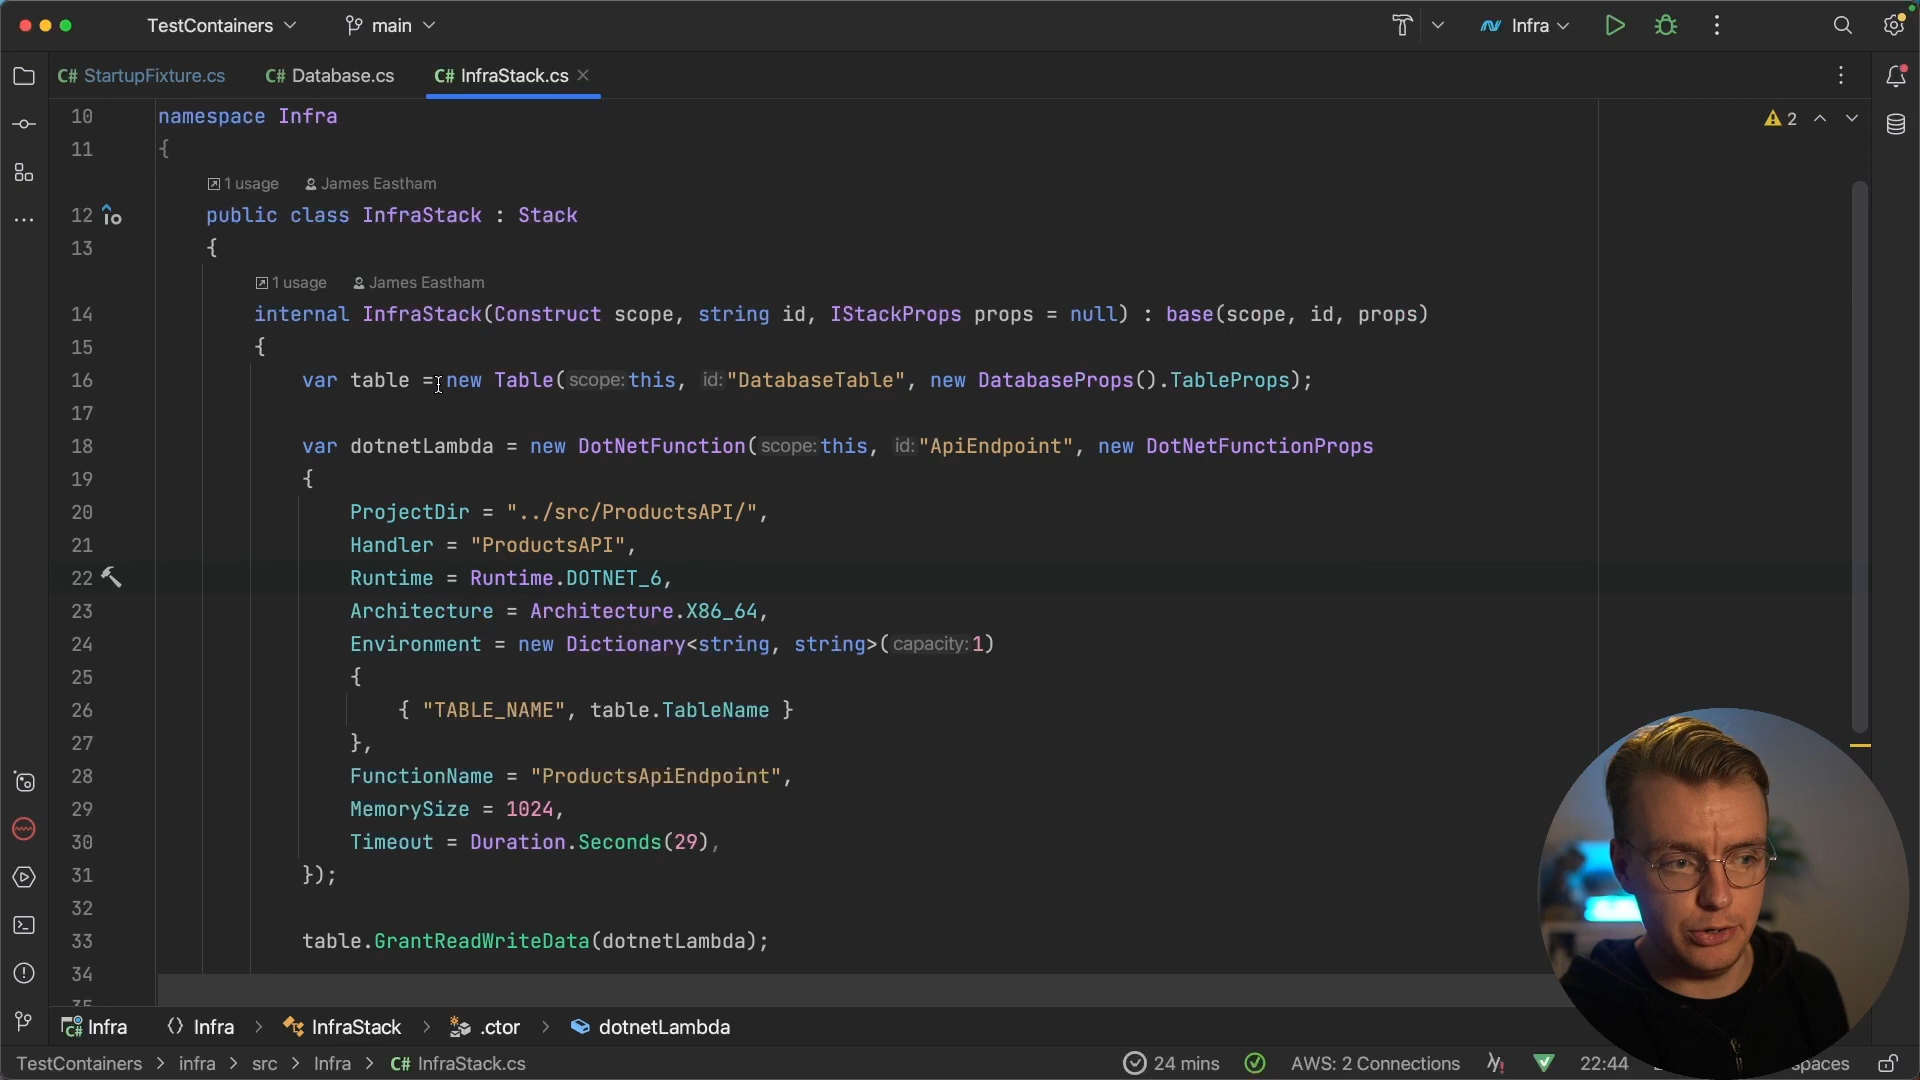 TestContainers main Infra
C# StartupFixture.cs C# Database.cs C# InfraStack.cs
10 namespace Infra
2
11 {
1 usage James Eastham
12 public class InfraStack : Stack
13 {
1 usage James Eastham
14 internal InfraStack(Construct scope, string id, IStackProps props = null) : base(scope, id, props)
15 {
16 var table = new Table( scope: this, id: "DatabaseTable", new DatabaseProps().TableProps);
17
18 var dotnetLambda = new DotNetFunction( scope: this, id: "ApiEndpoint", new DotNetFunctionProps
19 {
20 ProjectDir = "../src/ProductsAPI/",
21 Handler = "ProductsAPI",
22 Runtime = Runtime.DOTNET_6,
23 Architecture = Architecture.X86_64,
24 Environment = new Dictionary<string, string>( capacity: 1)
25 {
26 { "TABLE_NAME", table.TableName }
27 },
28 FunctionName = "ProductsApiEndpoint",
29 MemorySize = 1024,
30 Timeout = Duration.Seconds(29),
31 });
32
33 table.GrantReadWriteData(dotnetLambda);
34
35
C# Infra Infra > InfraStack > .ctor > dotnetLambda
TestContainers > infra > src > Infra > C# InfraStack.cs 24 mins AWS: 2 Connections 22:44